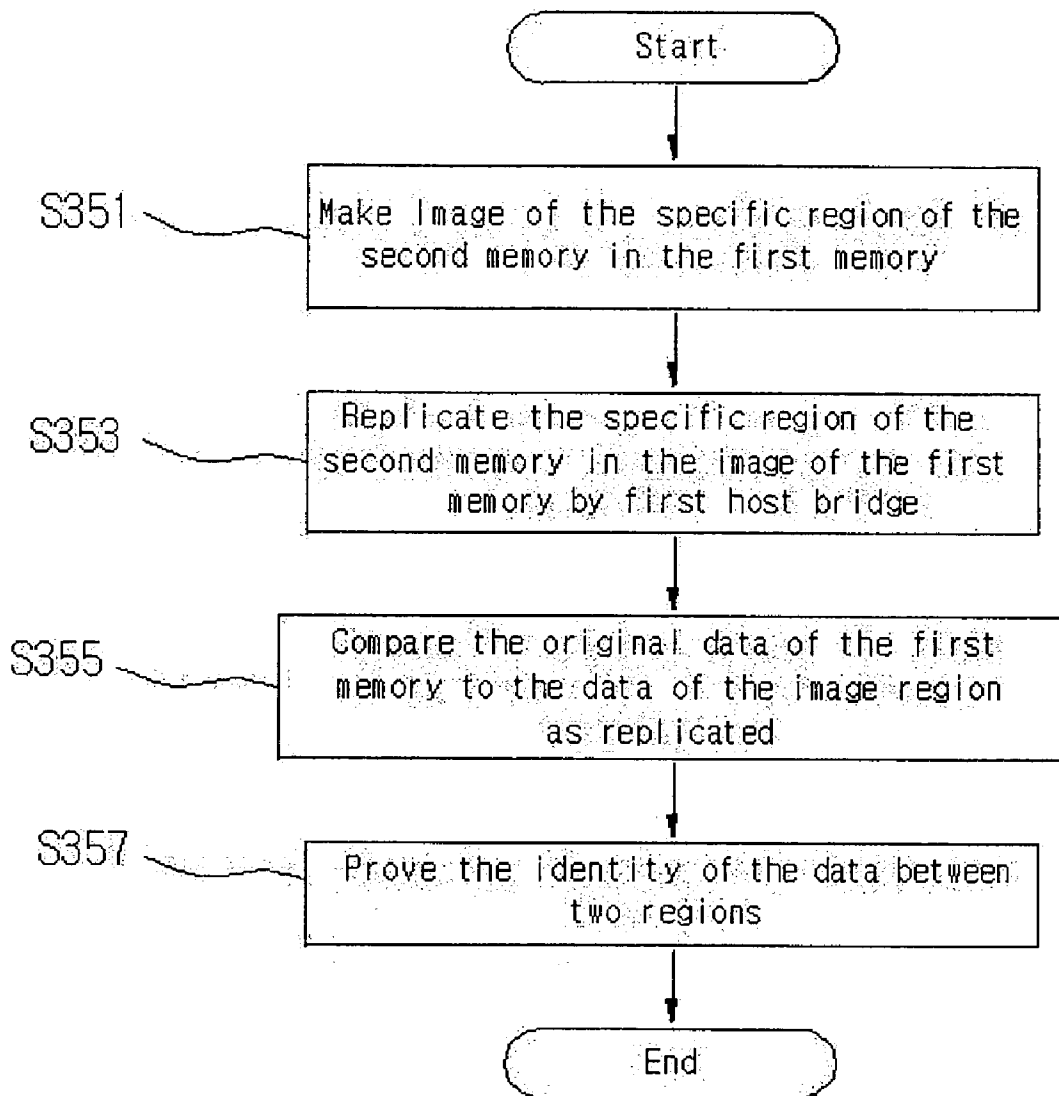 Start
S351
Make Image of the specific region of the
second memory in the first memory
S353
Replicate the specific region of the
second memory in the image of the first
memory by first host bridge
S355
Compare the original data of the first
memory to the data of the image region
as replicated
S357
Prove the identity of the data between
two regions
End